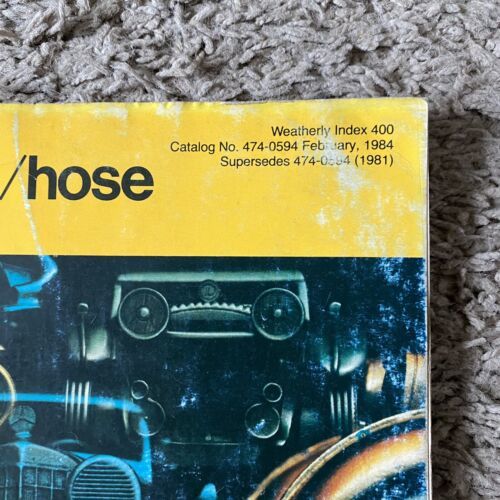 Weatherly Index 400
Catalog No. 474-0594 February, 1984
Supersedes 474-0594 (1981)
/hose